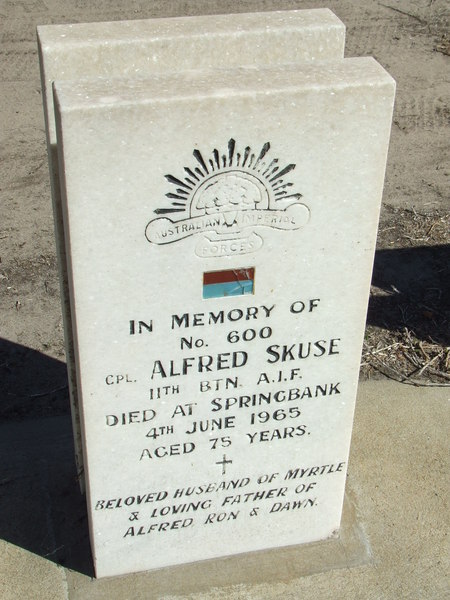 AUSTRALIAN IMPERIAL
FORCES
IN MEMORY OF
No. 600
CPL. ALFRED SKUSE
11TH BTN. A.I.F.
DIED AT SPRINGBANK
4TH JUNE 1965
AGED 75 YEARS.
BELOVED HUSBAND OF MYRTLE
& LOVING FATHER OF
ALFRED RON & DAWN.